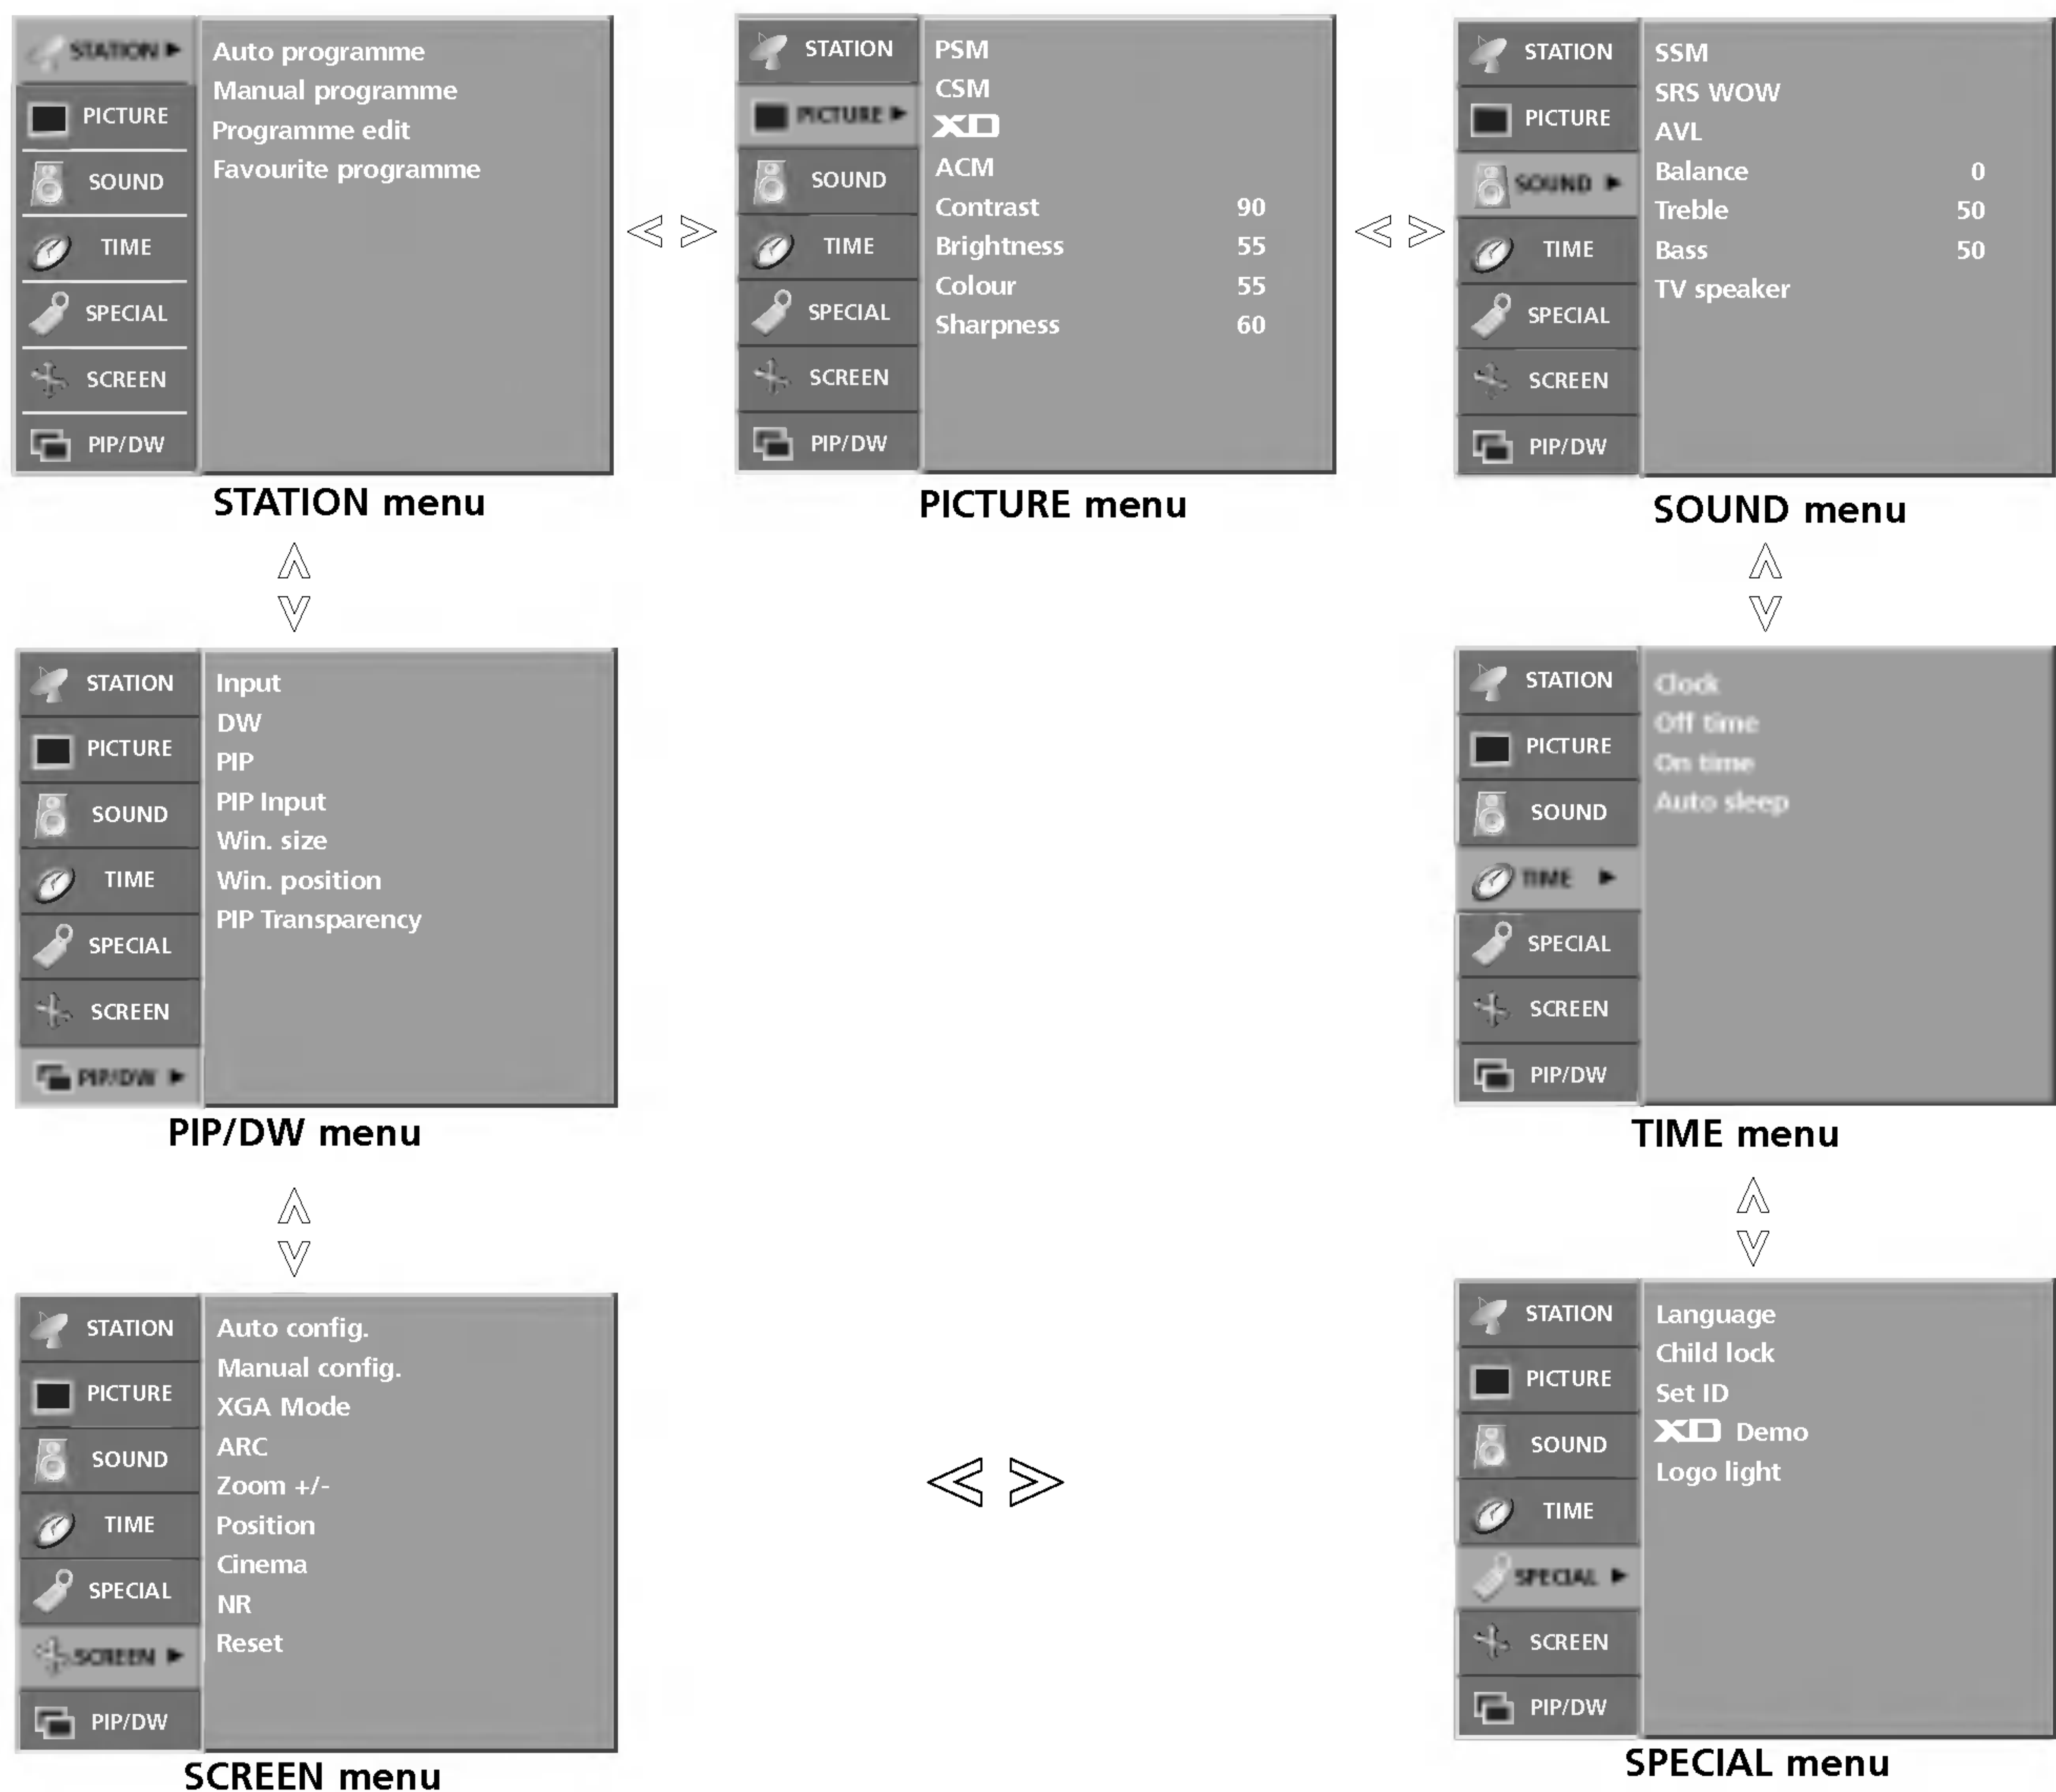 STATION
PICTURE
SOUND
TIME
SPECIAL
SCREEN
PIP/DW
Auto programme
Manual programme
Programme edit
Favourite programme
STATION menu
STATION
PICTURE
SOUND
TIME
SPECIAL
SCREEN
PIP/DW
PSM
CSM
XD
ACM
Contrast 90
Brightness 55
Colour 55
Sharpness 60
PICTURE menu
STATION
PICTURE
SOUND
TIME
SPECIAL
SCREEN
PIP/DW
SSM
SRS WOW
AVL
Balance 0
Treble 50
Bass 50
TV speaker
SOUND menu
STATION
PICTURE
SOUND
TIME
SPECIAL
SCREEN
PIP/DW
Input
DW
PIP
PIP Input
Win. size
Win. position
PIP Transparency
PIP/DW menu
STATION
PICTURE
SOUND
TIME
SPECIAL
SCREEN
PIP/DW
Clock
Off time
On time
Auto sleep
TIME menu
STATION
PICTURE
SOUND
TIME
SPECIAL
SCREEN
PIP/DW
Auto config.
Manual config.
XGA Mode
ARC
Zoom +/-
Position
Cinema
NR
Reset
SCREEN menu
STATION
PICTURE
SOUND
TIME
SPECIAL
SCREEN
PIP/DW
Language
Child lock
Set ID
XD Demo
Logo light
SPECIAL menu